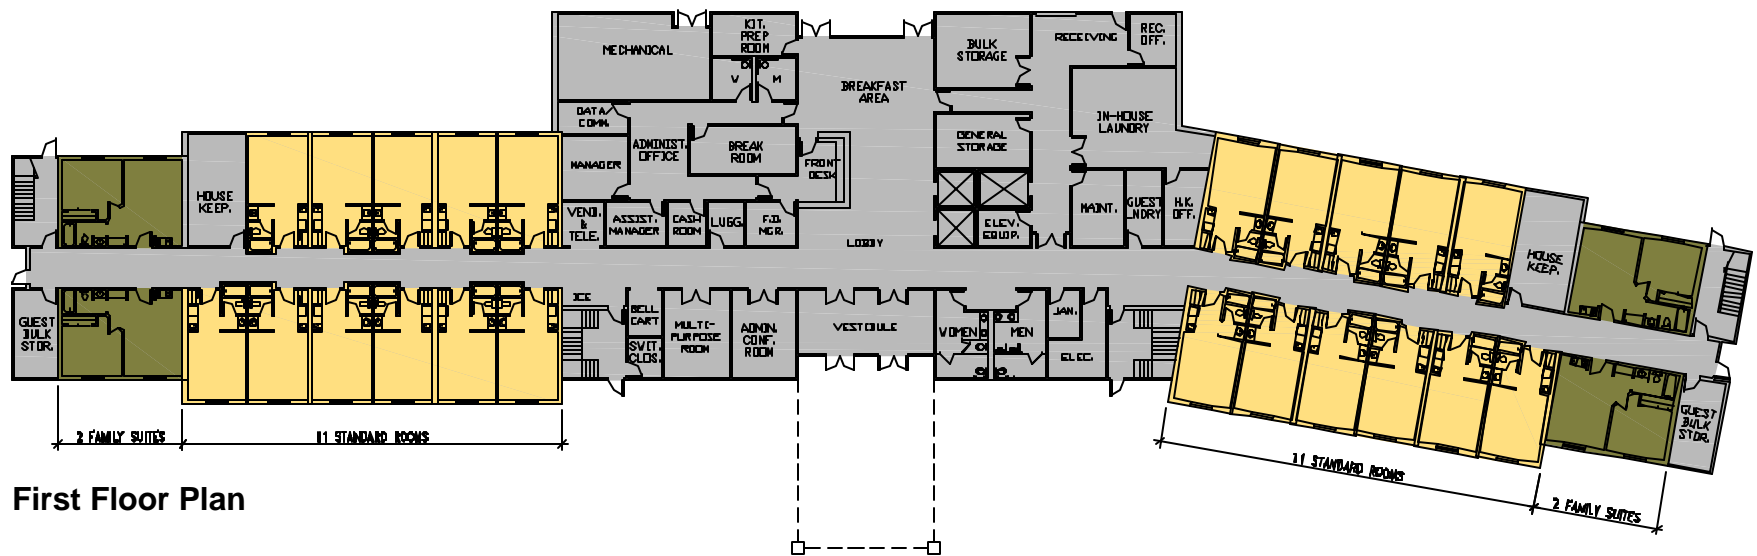 MECHANICAL
KIT.
PREP
ROOM
W
M
BREAKFAST
AREA
BULK
STORAGE
RECEIVING
REC.
OFF.
DATA/
COMM.
ADMINIST.
OFFICE
BREAK
ROOM
MANAGER
FRONT
DESK
GENERAL
STORAGE
IN-HOUSE
LAUNDRY
HOUSE
KEEP.
VEND.
&
TELE.
ASSIST.
MANAGER
CASH
ROOM
LUGG.
F.D.
MGR.
LOBBY
ELEV.
EQUIP.
MAINT.
GUEST
LNDRY
H.K.
OFF.
HOUSE
KEEP.
GUEST
BULK
STOR.
ICE
BELL
CART
SWIT.
CLOS.
MULTI-
PURPOSE
ROOM
ADMIN.
CONF.
ROOM
VESTIBULE
WOMEN
MEN
JAN.
ELEC.
GUEST
BULK
STOR.
2 FAMILY SUITES
11 STANDARD ROOMS
11 STANDARD ROOMS
2 FAMILY SUITES
First Floor Plan